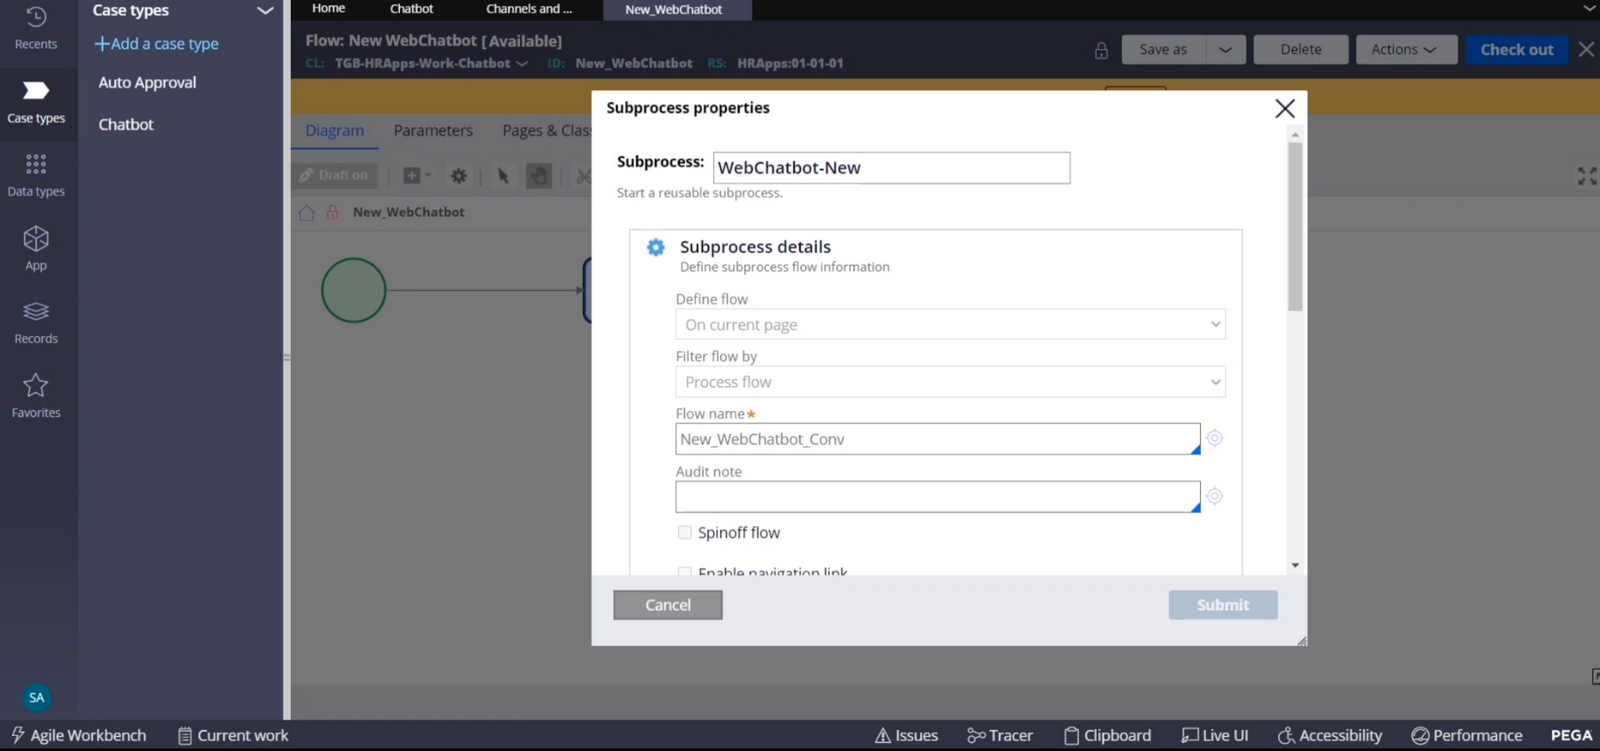 Home
Chatbot
Channels and ...
New_WebChatbot
Recents
Case types
Data types
App
Records
Favorites
SA
Case types
+Add a case type
Auto Approval
Chatbot
Flow: New WebChatbot [Available]
CL: TGB-HRApps-Work-Chatbot ID: New_WebChatbot RS: HRApps:01-01-01
Save as
Delete
Actions
Check out
Diagram
Parameters
Pages & Clas
Draft on
New_WebChatbot
Subprocess properties
Subprocess: WebChatbot-New
Start a reusable subprocess.
Subprocess details
Define subprocess flow information
Define flow
On current page
Filter flow by
Process flow
Flow name*
New_WebChatbot_Conv
Audit note
Spinoff flow
Enable navigation link
Cancel
Submit
Agile Workbench
Current work
Issues
Tracer
Clipboard
Live UI
Accessibility
Performance
PEGA